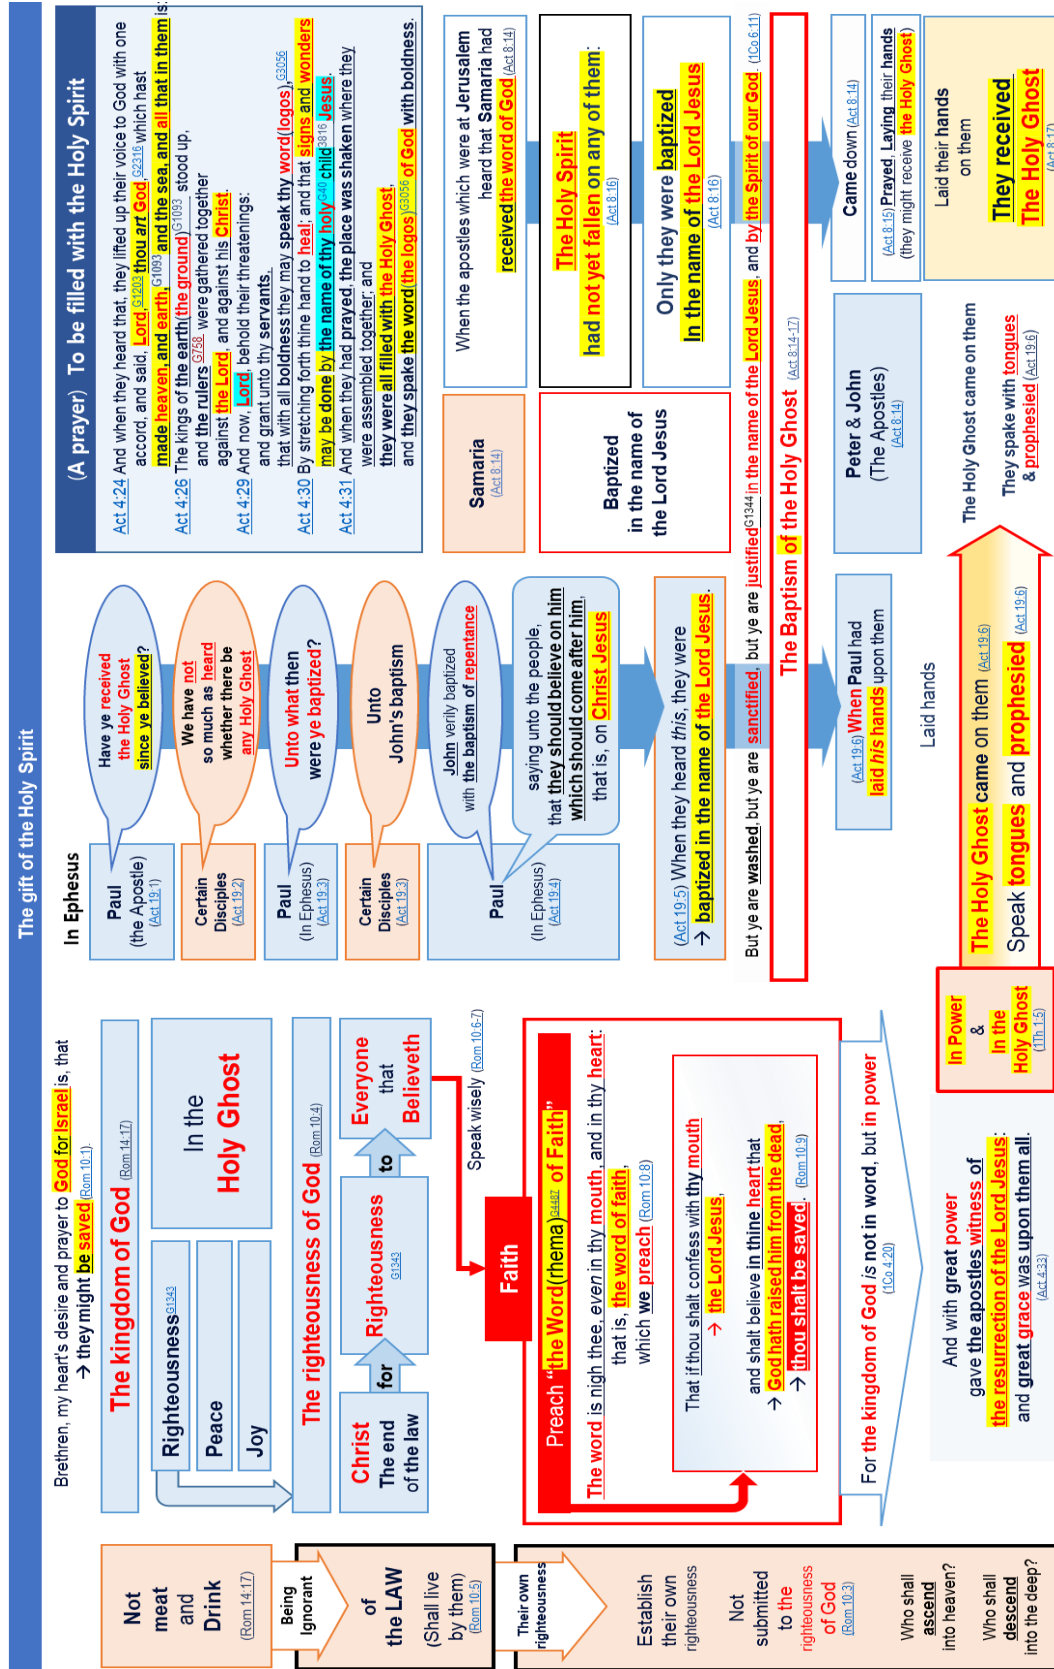 The gift of the Holy Spirit
Not
meat
and
Drink
(Rom 14:17)
Being
Ignorant
of
the LAW
(Shall live
by them)
(Rom 10:5)
Their own
righteousness
Establish
their own
righteousness
Not
submitted
to the
righteousness
of God
(Rom 10:3)
Who shall
ascend
into heaven?
Who shall
descend
into the deep?
Brethren, my heart's desire and prayer to God for Israel is, that
→ they might be saved (Rom 10:1).
The kingdom of God (Rom 14:17)
Righteousness G1343
Peace
Joy
In the
Holy Ghost
The righteousness of God (Rom 10:4)
Christ
The end
of the law
for
Righteousness
G1343
to
Everyone
that
Believeth
Speak wisely (Rom 10:6-7)
Faith
Preach “the Word(rhema)G4487 of Faith”
The word is nigh thee, even in thy mouth, and in thy heart:
that is, the word of faith,
which we preach (Rom 10:8)
That if thou shalt confess with thy mouth
→ the Lord Jesus,
and shalt believe in thine heart that
→ God hath raised him from the dead,
→ thou shalt be saved. (Rom 10:9)
For the kingdom of God is not in word, but in power
(1Co 4:20)
And with great power
gave the apostles witness of
the resurrection of the Lord Jesus:
and great grace was upon them all.
(Act 4:33)
In Power
&
In the
Holy Ghost
(1Th 1:5)
The Holy Ghost came on them (Act 19:6)
Speak tongues and prophesied (Act 19:6)
In Ephesus
Paul
(the Apostle)
(Act 19:1)
Have ye received
the Holy Ghost
since ye believed?
Certain
Disciples
(Act 19:2)
We have not
so much as heard
whether there be
any Holy Ghost
Paul
(In Ephesus)
(Act 19:3)
Unto what then
were ye baptized?
Certain
Disciples
(Act 19:3)
Unto
John's baptism
Paul
(In Ephesus)
(Act 19:4)
John verily baptized
with the baptism of repentance
saying unto the people,
that they should believe on him
which should come after him,
that is, on Christ Jesus
(Act 19:5) When they heard this, they were
→ baptized in the name of the Lord Jesus.
But ye are washed, but ye are sanctified, but ye are justifiedG1344 in the name of the Lord Jesus, and by the Spirit of our God. (1Co 6:11)
The Baptism of the Holy Ghost (Act 8:14-17)
(Act 19:6) When Paul had
laid his hands upon them
Laid hands
(A prayer) To be filled with the Holy Spirit
Act 4:24 And when they heard that, they lifted up their voice to God with one
accord, and said, Lord,G1203 thou art God,G2316 which hast
made heaven, and earth,G1093 and the sea, and all that in them is:
Act 4:26 The kings of the earth(the ground)G1093 stood up,
and the rulers G758 were gathered together
against the Lord, and against his Christ.
Act 4:29 And now, Lord, behold their threatenings:
and grant unto thy servants,
that with all boldness they may speak thy word(logos),G3056
Act 4:30 By stretching forth thine hand to heal; and that signs and wonders
may be done by the name of thy holyG40 child3816 Jesus.
Act 4:31 And when they had prayed, the place was shaken where they
were assembled together; and
they were all filled with the Holy Ghost,
and they spake the word(the logos)G3056 of God with boldness.
Samaria
(Act 8:14)
When the apostles which were at Jerusalem
heard that Samaria had
received the word of God (Act 8:14)
Baptized
in the name of
the Lord Jesus
The Holy Spirit
had not yet fallen on any of them:
(Act 8:16)
Only they were baptized
In the name of the Lord Jesus
(Act 8:16)
Peter & John
(The Apostles)
(Act 8:14)
Came down (Act 8:14)
(Act 8:15) Prayed, Laying their hands
(they might receive the Holy Ghost)
The Holy Ghost came on them
They spake with tongues
& prophesied (Act 19:6)
Laid their hands
on them
They received
The Holy Ghost
(Act 8:17)